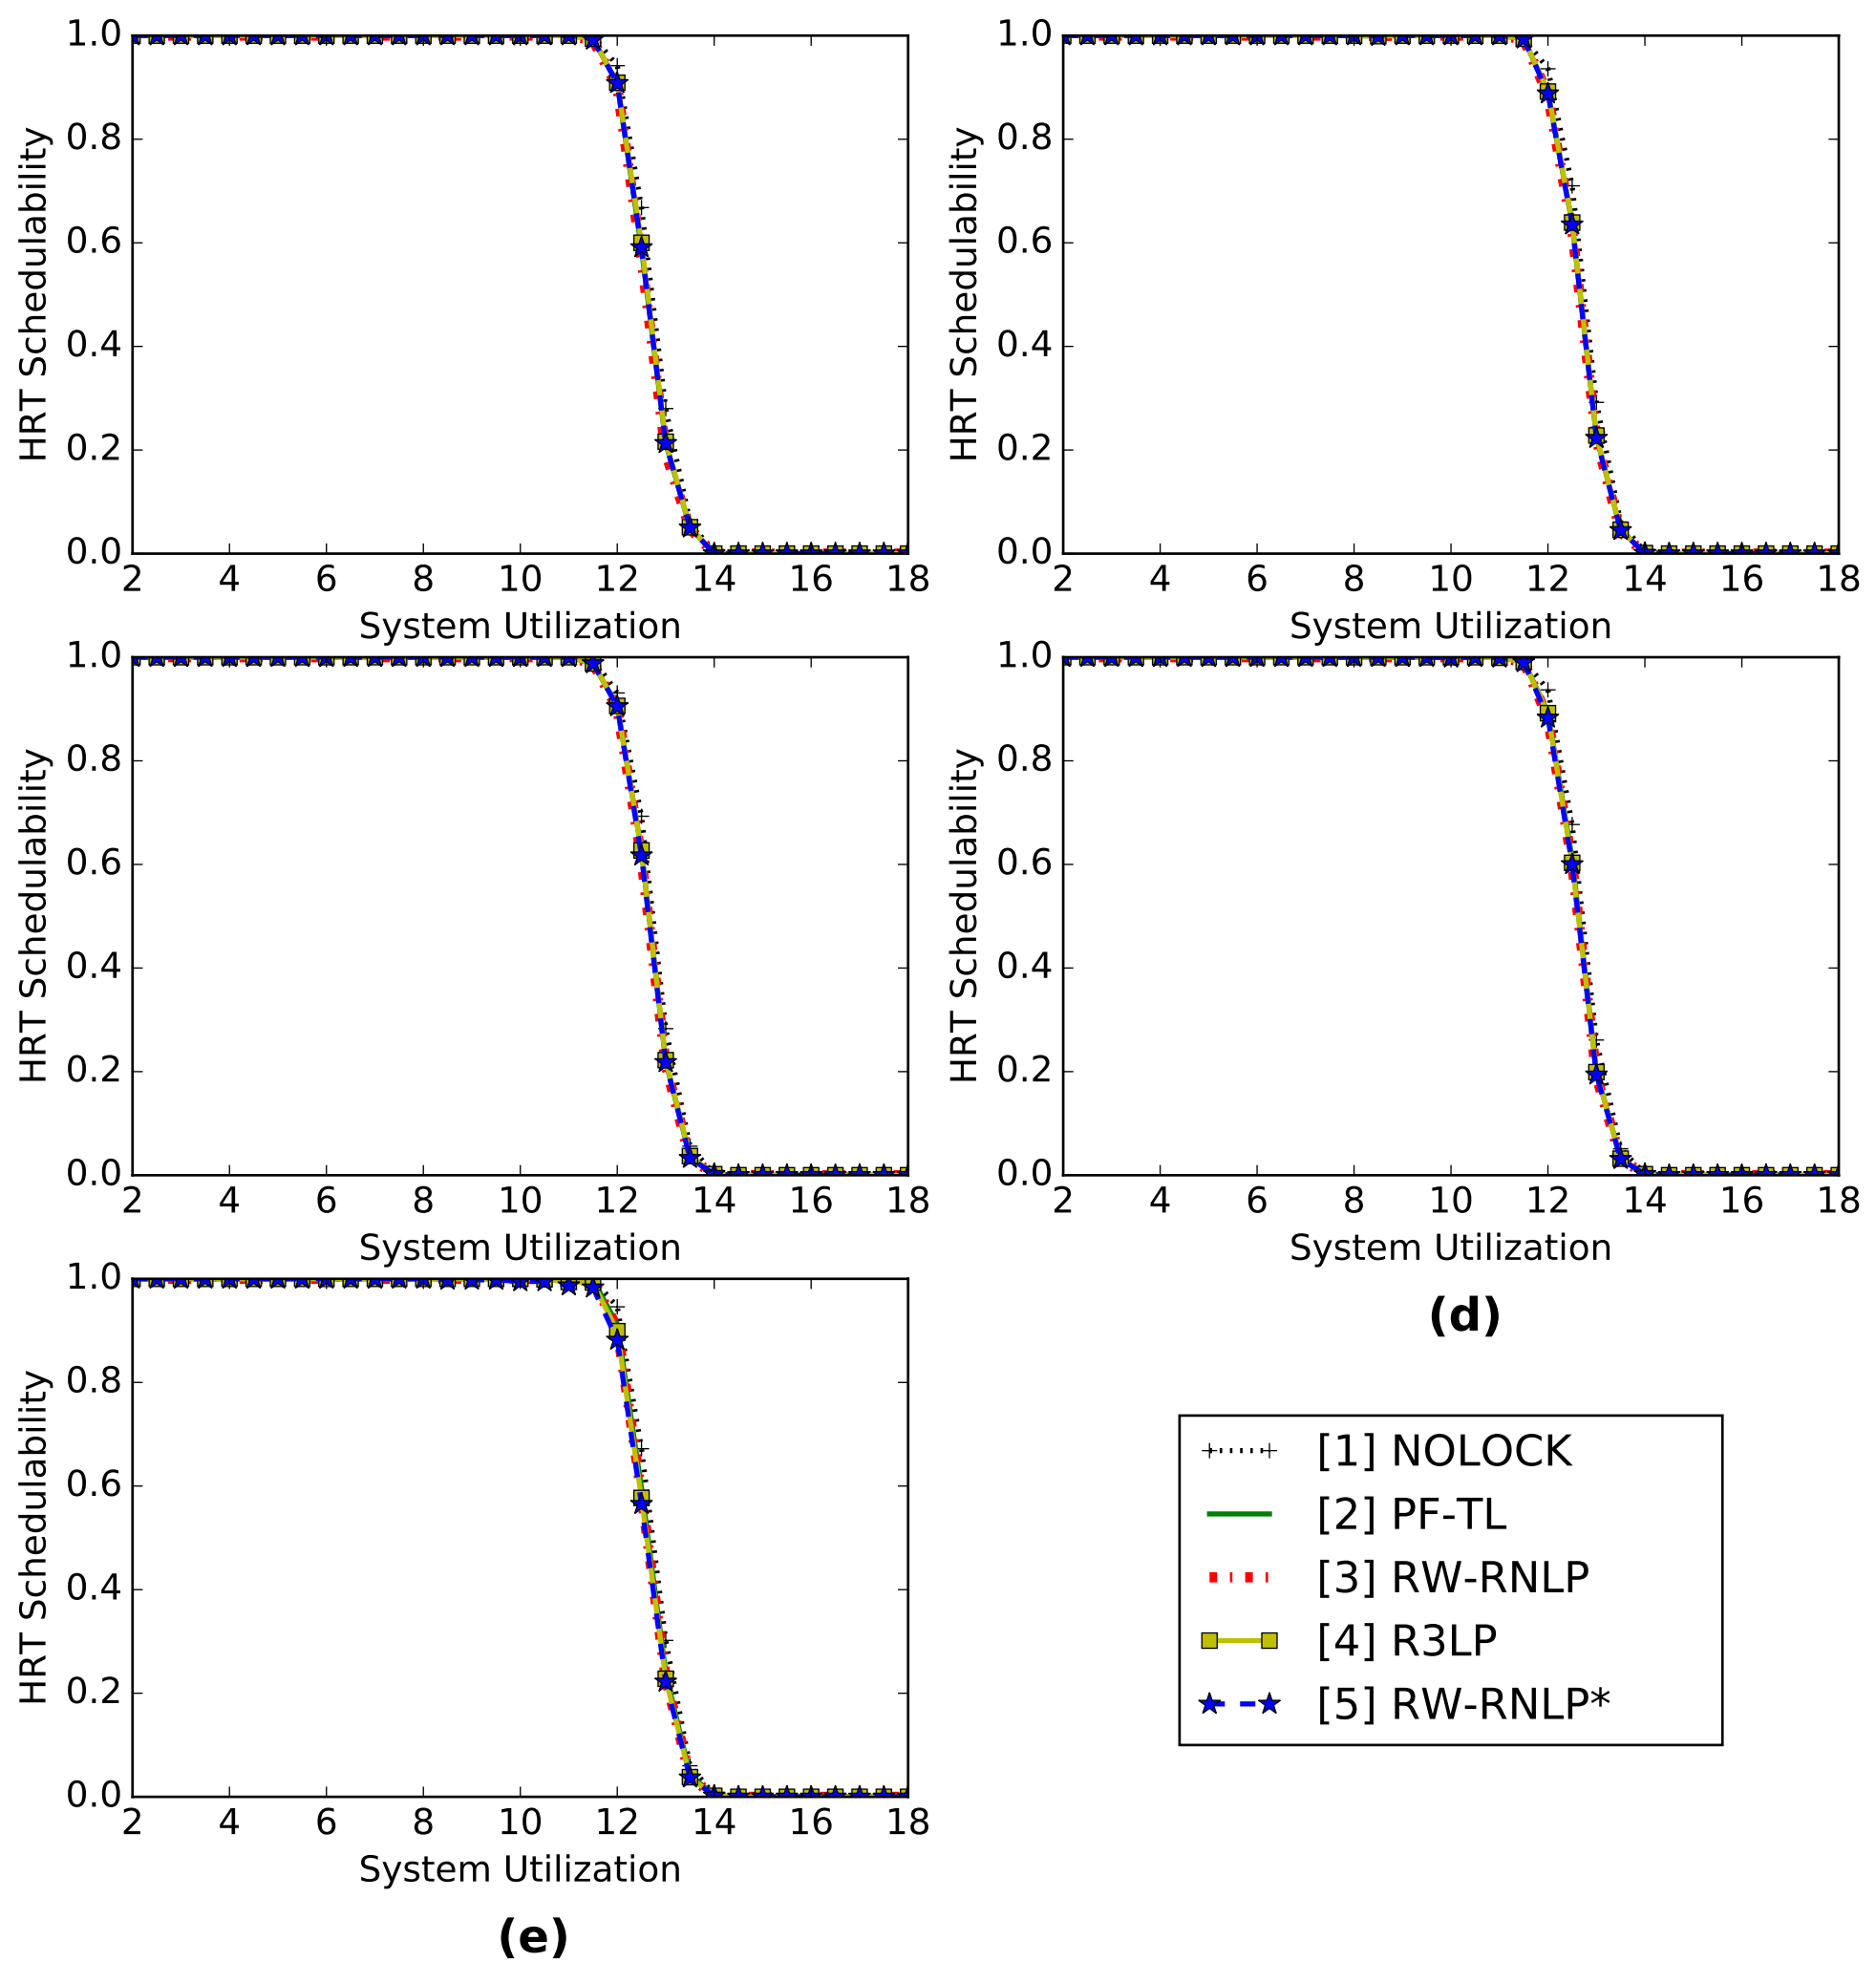 1.0
0.8
0.6
0.4
0.2
0.0
2 4 6 8 10 12 14 16 18
HRT Schedulability
System Utilization
1.0
0.8
0.6
0.4
0.2
0.0
2 4 6 8 10 12 14 16 18
HRT Schedulability
System Utilization
1.0
0.8
0.6
0.4
0.2
0.0
2 4 6 8 10 12 14 16 18
HRT Schedulability
System Utilization
1.0
0.8
0.6
0.4
0.2
0.0
2 4 6 8 10 12 14 16 18
HRT Schedulability
System Utilization
(d)
1.0
0.8
0.6
0.4
0.2
0.0
2 4 6 8 10 12 14 16 18
HRT Schedulability
System Utilization
(e)
[1] NOLOCK
[2] PF-TL
[3] RW-RNLP
[4] R3LP
[5] RW-RNLP*